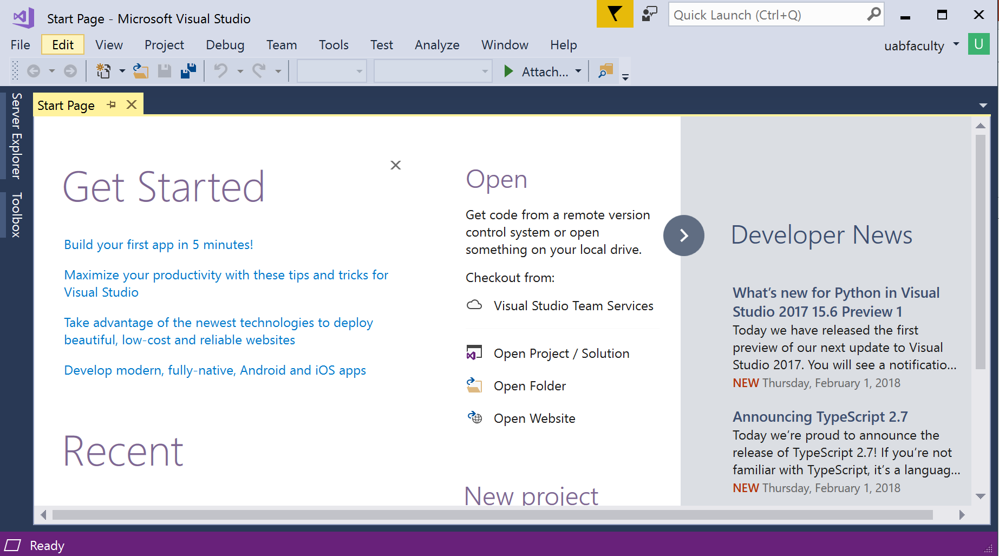 Start Page - Microsoft Visual Studio
Quick Launch (Ctrl+Q)
File Edit View Project Debug Team Tools Test Analyze Window Help
uabfaculty U
Attach...
Server Explorer
Toolbox
Start Page
Get Started
Build your first app in 5 minutes!
Maximize your productivity with these tips and tricks for
Visual Studio
Take advantage of the newest technologies to deploy
beautiful, low-cost and reliable websites
Develop modern, fully-native, Android and iOS apps
Recent
Open
Get code from a remote version
control system or open
something on your local drive.
Checkout from:
Visual Studio Team Services
Open Project / Solution
Open Folder
Open Website
New project
Developer News
What's new for Python in Visual
Studio 2017 15.6 Preview 1
Today we have released the first
preview of our next update to Visual
Studio 2017. You will see a notificatio...
NEW Thursday, February 1, 2018
Announcing TypeScript 2.7
Today we're proud to announce the
release of TypeScript 2.7! If you're not
familiar with TypeScript, it's a languag...
NEW Thursday, February 1, 2018
Ready